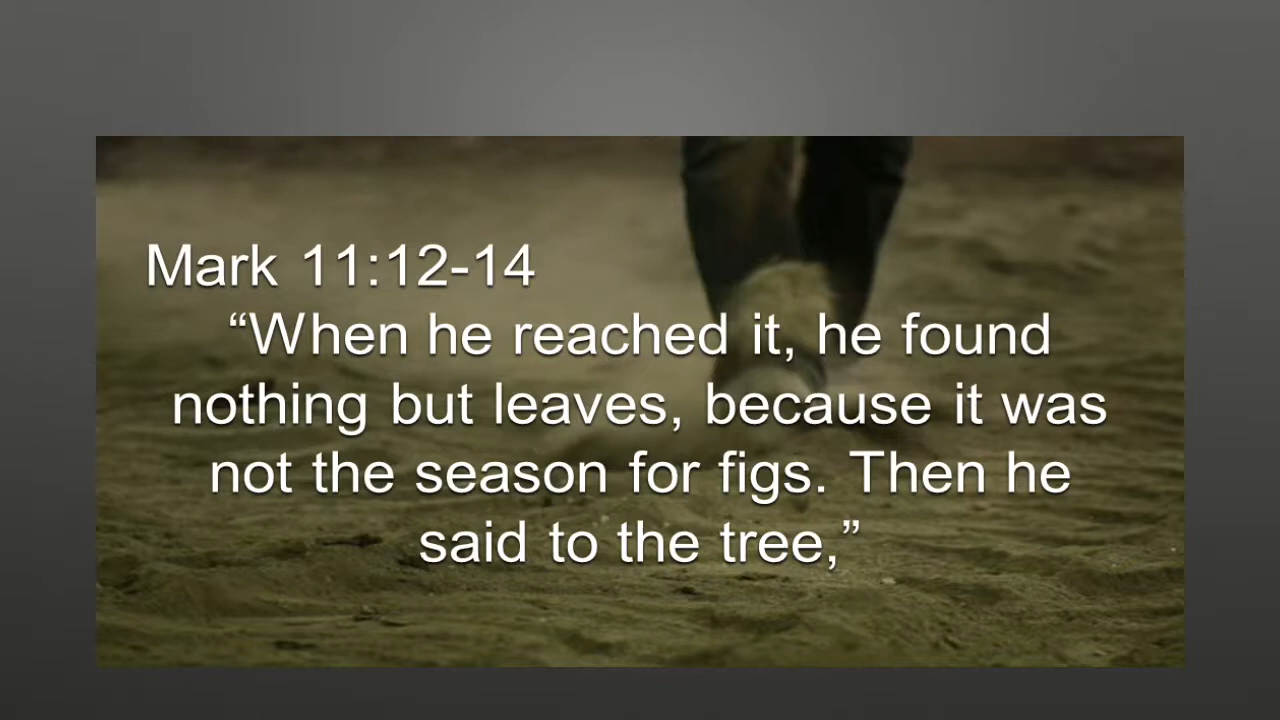 Mark 11:12-14
“When he reached it, he found
nothing but leaves, because it was
not the season for figs. Then he
said to the tree,”